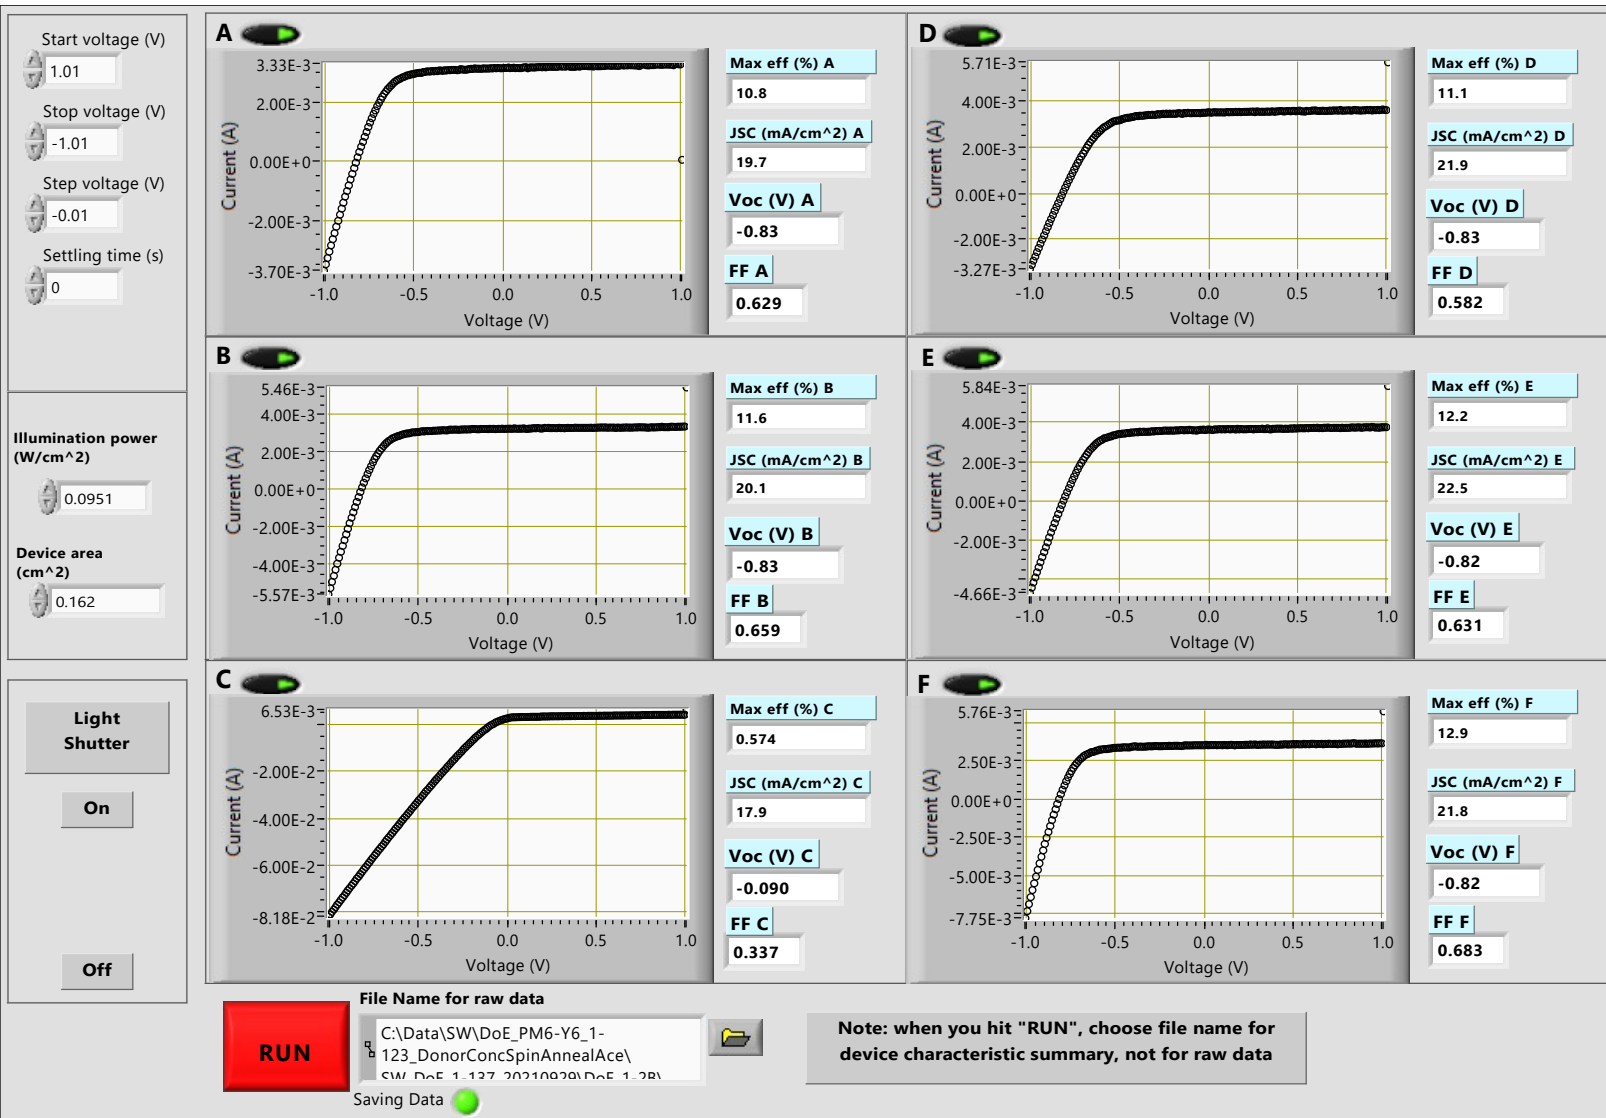 Start voltage (V)
1.01
Stop voltage (V)
-1.01
Step voltage (V)
-0.01
Settling time (s)
0
Illumination power
(W/cm^2)
0.0951
Device area
(cm^2)
0.162
Light
Shutter
On
Off
A
Current (A)
3.33E-3
2.00E-3
0.00E+0
-2.00E-3
-3.70E-3
-1.0 -0.5 0.0 0.5 1.0
Voltage (V)
Max eff (%) A
10.8
JSC (mA/cm^2) A
19.7
Voc (V) A
-0.83
FF A
0.629
B
Current (A)
5.46E-3
4.00E-3
2.00E-3
0.00E+0
-2.00E-3
-4.00E-3
-5.57E-3
-1.0 -0.5 0.0 0.5 1.0
Voltage (V)
Max eff (%) B
11.6
JSC (mA/cm^2) B
20.1
Voc (V) B
-0.83
FF B
0.659
C
Current (A)
6.53E-3
-2.00E-2
-4.00E-2
-6.00E-2
-8.18E-2
-1.0 -0.5 0.0 0.5 1.0
Voltage (V)
Max eff (%) C
0.574
JSC (mA/cm^2) C
17.9
Voc (V) C
-0.090
FF C
0.337
D
Current (A)
5.71E-3
4.00E-3
2.00E-3
0.00E+0
-2.00E-3
-3.27E-3
-1.0 -0.5 0.0 0.5 1.0
Voltage (V)
Max eff (%) D
11.1
JSC (mA/cm^2) D
21.9
Voc (V) D
-0.83
FF D
0.582
E
Current (A)
5.84E-3
4.00E-3
2.00E-3
0.00E+0
-2.00E-3
-4.66E-3
-1.0 -0.5 0.0 0.5 1.0
Voltage (V)
Max eff (%) E
12.2
JSC (mA/cm^2) E
22.5
Voc (V) E
-0.82
FF E
0.631
F
Current (A)
5.76E-3
2.50E-3
0.00E+0
-2.50E-3
-5.00E-3
-7.75E-3
-1.0 -0.5 0.0 0.5 1.0
Voltage (V)
Max eff (%) F
12.9
JSC (mA/cm^2) F
21.8
Voc (V) F
-0.82
FF F
0.683
RUN
File Name for raw data
C:\Data\SW\DoE_PM6-Y6_1-
123_DonorConcSpinAnnealAce\
SW_DoE_1-137_20210929\DoE_1-2B\
Saving Data
Note: when you hit "RUN", choose file name for
device characteristic summary, not for raw data